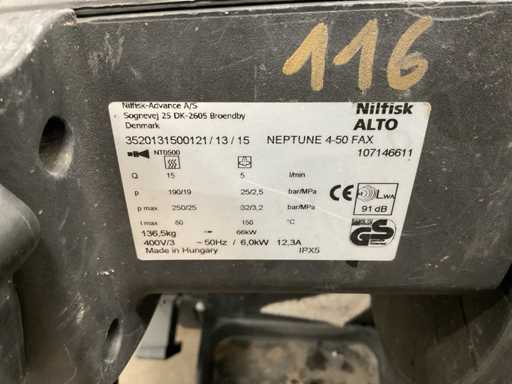 116
Nilfisk-Advance A/S
Sognevej 25 DK-2605 Broendby
Denmark
Nilfisk
ALTO
3520131500121 / 13 / 15 NEPTUNE 4-50 FAX
107146611
NT0500
Q 15 5 l/min
p 190/19 25/2,5 bar/MPa
p max 250/25 32/3,2 bar/MPa
t max 60 150 °C
136,5kg 66kW
400V/3 ~ 50Hz / 6,0kW 12,3A
Made in Hungary IPX5
CE
LWA
91 dB
GS